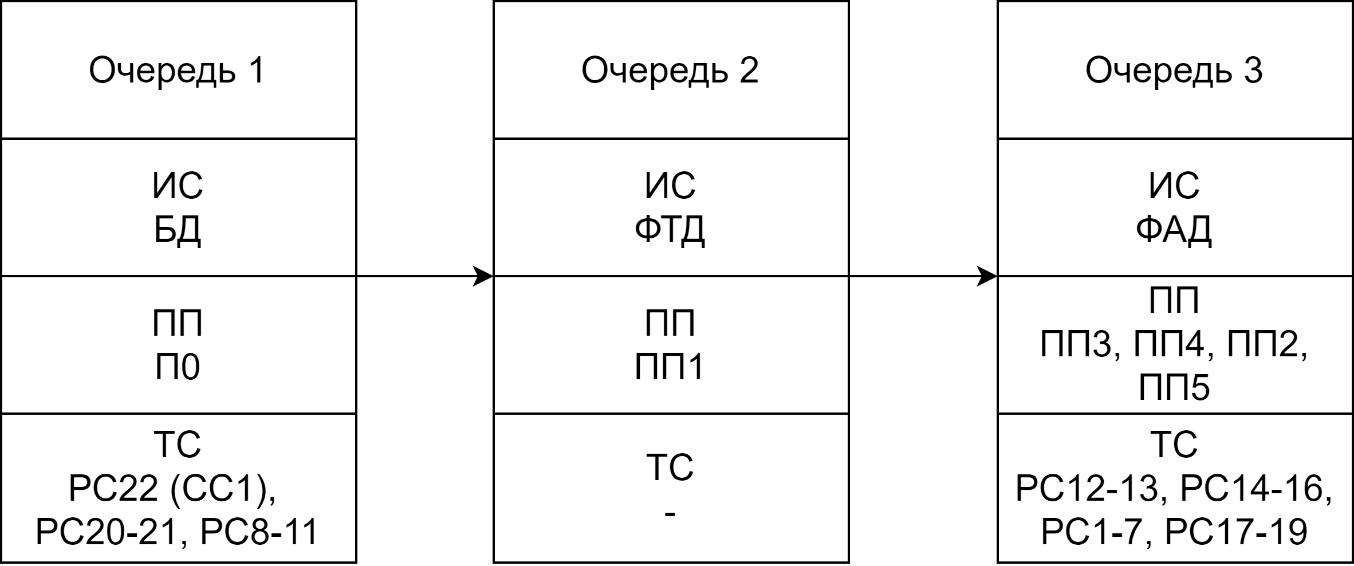 Очередь 1
ИС
БД
ПП
П0
ТС
РС22 (СС1),
РС20-21, РС8-11
Очередь 2
ИС
ФТД
ПП
ПП1
ТС
-
Очередь 3
ИС
ФАД
ПП
ПП3, ПП4, ПП2,
ПП5
ТС
РС12-13, РС14-16,
РС1-7, РС17-19